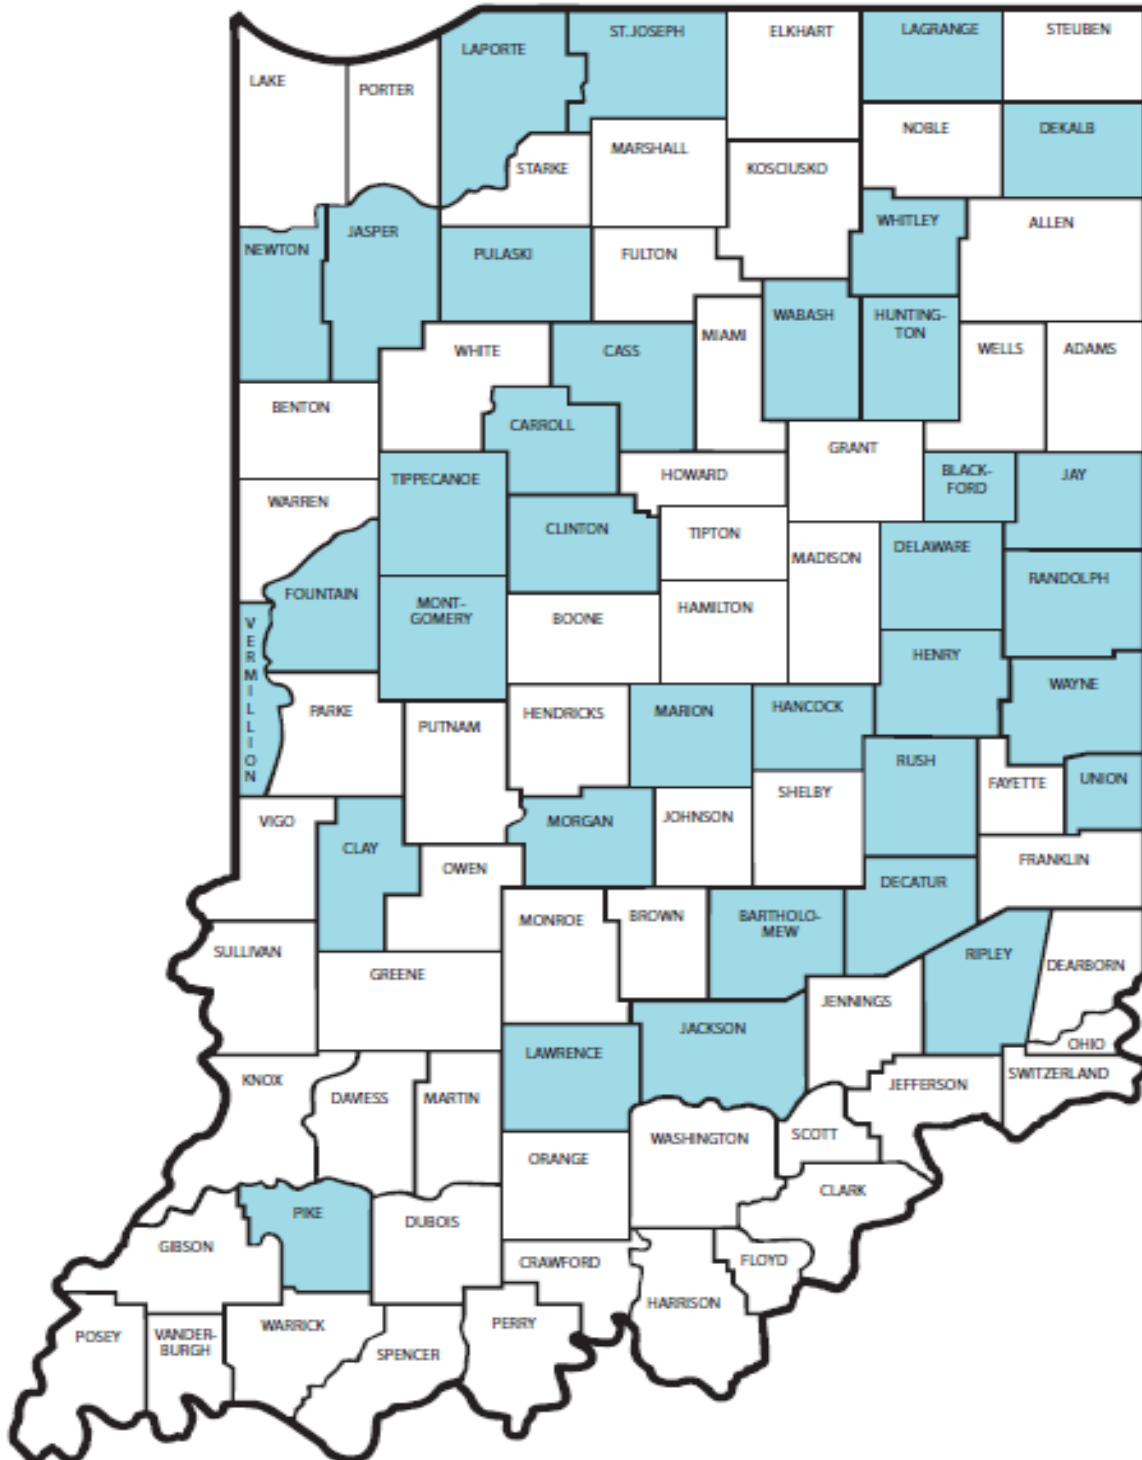 LAPORTE
ST. JOSEPH
ELKHART
LAGRANGE
STEUBEN
LAKE
PORTER
NOBLE
DEKALB
STARKE
MARSHALL
KOSCIUSKO
WHITLEY
ALLEN
NEWTON
JASPER
PULASKI
FULTON
WABASH
HUNTING-
TON
MIAMI
WHITE
CASS
WELLS
ADAMS
BENTON
CARROLL
GRANT
TIPPECANOE
HOWARD
BLACK-
FORD
JAY
WARREN
CLINTON
TIPTON
MADISON
DELAWARE
RANDOLPH
FOUNTAIN
MONT-
GOMERY
BOONE
HAMILTON
VERMILLION
HENRY
WAYNE
PARKE
PUTNAM
HENDRICKS
MARION
HANCOCK
RUSH
FAYETTE
UNION
VIGO
CLAY
MORGAN
JOHNSON
SHELBY
OWEN
FRANKLIN
DECATUR
MONROE
BROWN
BARTHOLO-
MEW
SULLIVAN
GREENE
RIPLEY
DEARBORN
JENNINGS
JACKSON
LAWRENCE
OHIO
KNOX
DAVIESS
MARTIN
JEFFERSON
SWITZERLAND
WASHINGTON
SCOTT
ORANGE
CLARK
PIKE
DUBOIS
GIBSON
CRAWFORD
FLOYD
HARRISON
POSEY
VANDER-
BURGH
WARRICK
SPENCER
PERRY